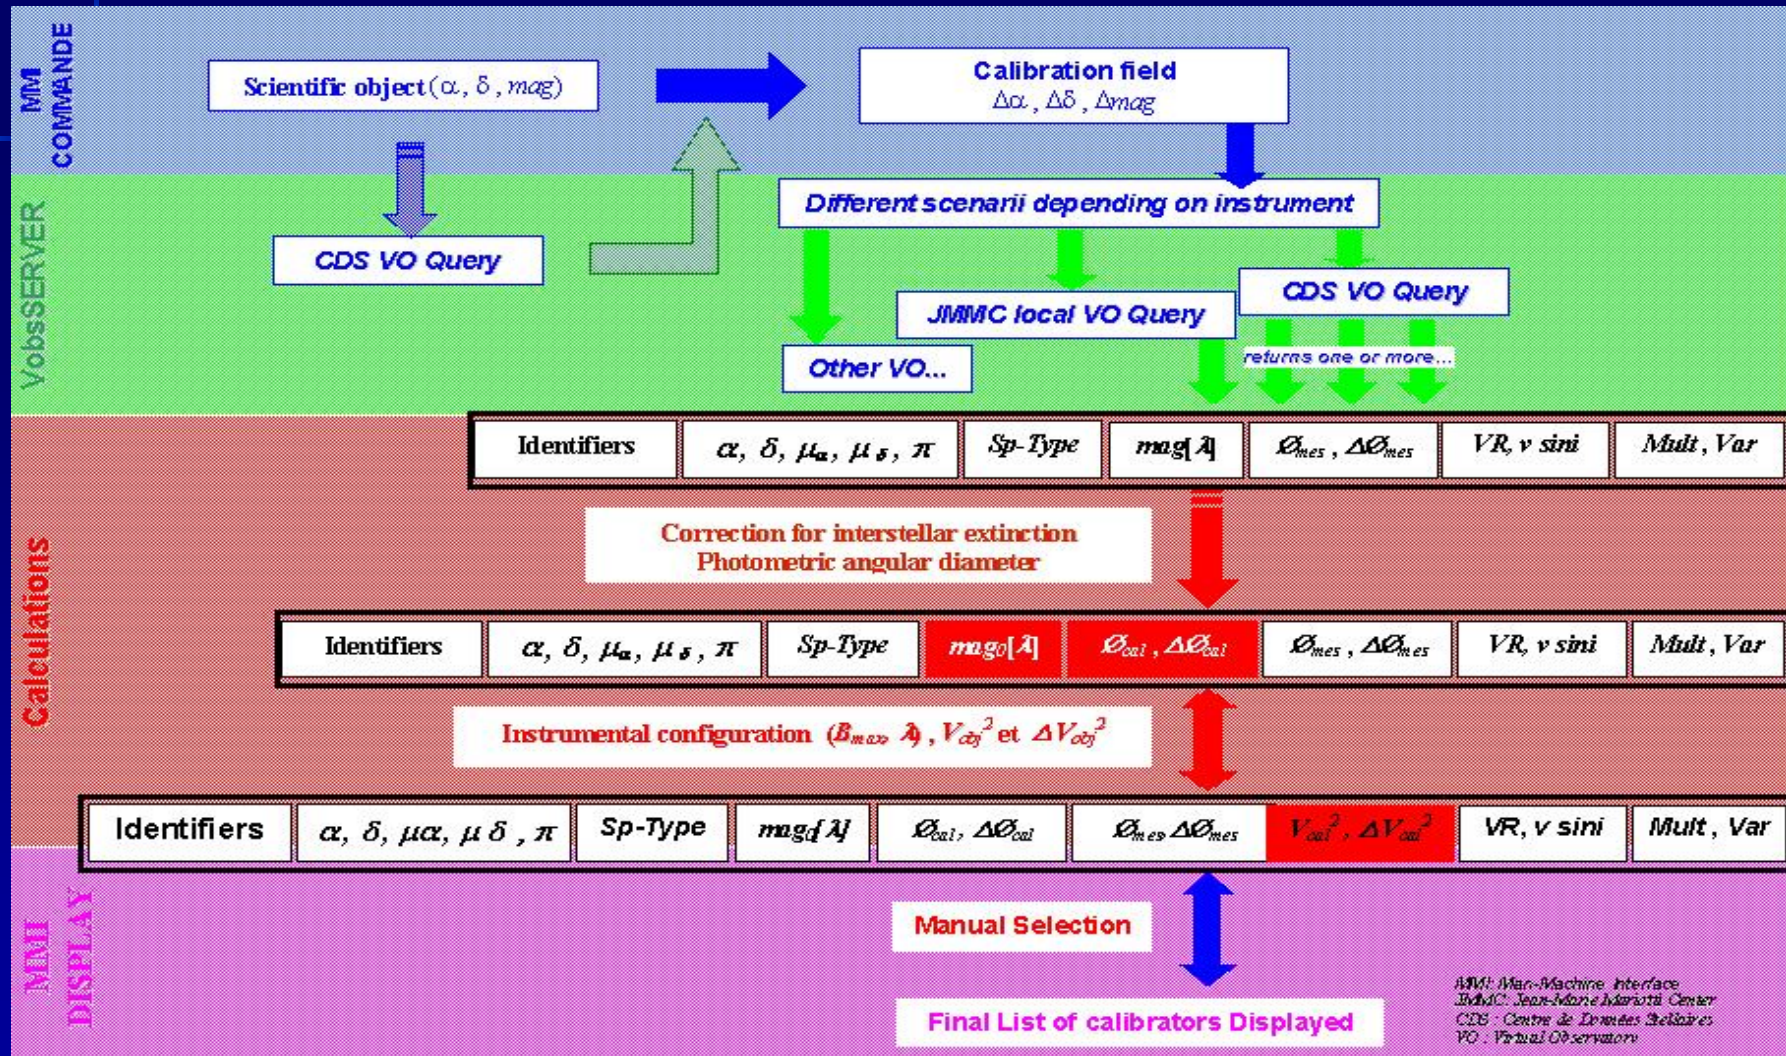 MMI
COMMANDE
Scientific object (α, δ, mag)
Calibration field
Δα, Δδ, Δmag
VobsSERVER
Different scenarii depending on instrument
CDS VO Query
CDS VO Query
JMMC local VO Query
returns one or more...
Other VO...
Calculations
Identifiers
α, δ, μα, μδ, π
Sp-Type
mag[λ]
Ømes, ΔØmes
VR, v sini
Mult, Var
Correction for interstellar extinction
Photometric angular diameter
Identifiers
α, δ, μα, μδ, π
Sp-Type
mag0[λ]
Øcal, ΔØcal
Ømes, ΔØmes
VR, v sini
Mult, Var
Instrumental configuration (Bmax, λ), Vobj² et ΔVobj²
Identifiers
α, δ, μα, μδ, π
Sp-Type
mag0[λ]
Øcal, ΔØcal
Ømes, ΔØmes
Vcal², ΔVcal²
VR, v sini
Mult, Var
MMI
DISPLAY
Manual Selection
Final List of calibrators Displayed
MMI: Man-Machine Interface
JMMC: Jean-Marie Mariotti Center
CDS : Centre de Données Stellaires
VO : Virtual Observatory